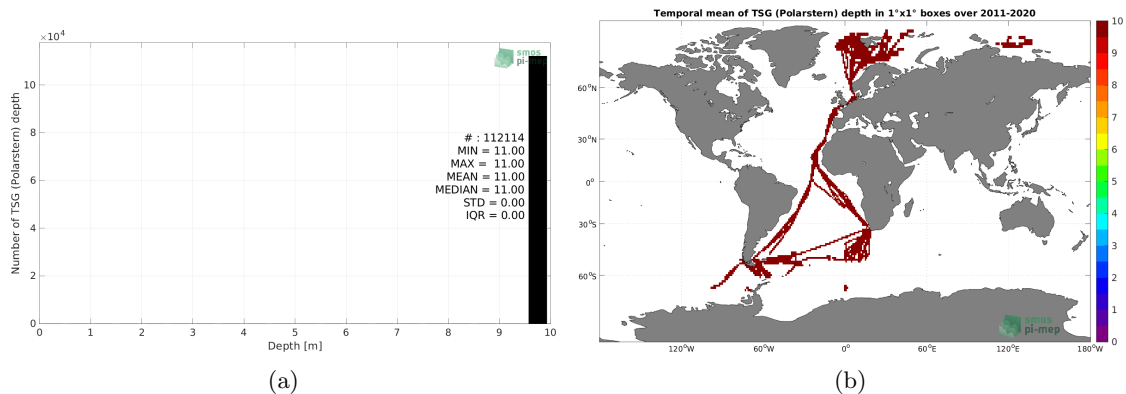 ×10⁴
smos
pi-mep
10
8
6
4
2
0
Number of TSG (Polarstern) depth
# : 112114
MIN = 11.00
MAX = 11.00
MEAN = 11.00
MEDIAN = 11.00
STD = 0.00
IQR = 0.00
0 1 2 3 4 5 6 7 8 9 10
Depth [m]
(a)
Temporal mean of TSG (Polarstern) depth in 1°x1° boxes over 2011-2020
60°N
30°N
0°
30°S
60°S
120°W 60°W 0° 60°E 120°E 180°W
smos
pi-mep
10
9
8
7
6
5
4
3
2
1
0
(b)